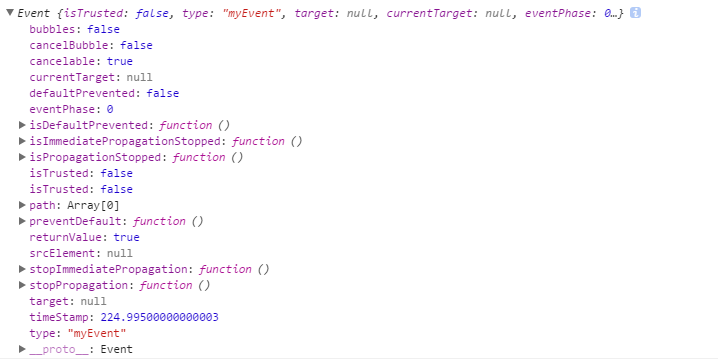 Event {isTrusted: false, type: "myEvent", target: null, currentTarget: null, eventPhase: 0…}
bubbles: false
cancelBubble: false
cancelable: true
currentTarget: null
defaultPrevented: false
eventPhase: 0
isDefaultPrevented: function ()
isImmediatePropagationStopped: function ()
isPropagationStopped: function ()
isTrusted: false
isTrusted: false
path: Array[0]
preventDefault: function ()
returnValue: true
srcElement: null
stopImmediatePropagation: function ()
stopPropagation: function ()
target: null
timeStamp: 224.99500000000003
type: "myEvent"
__proto__: Event